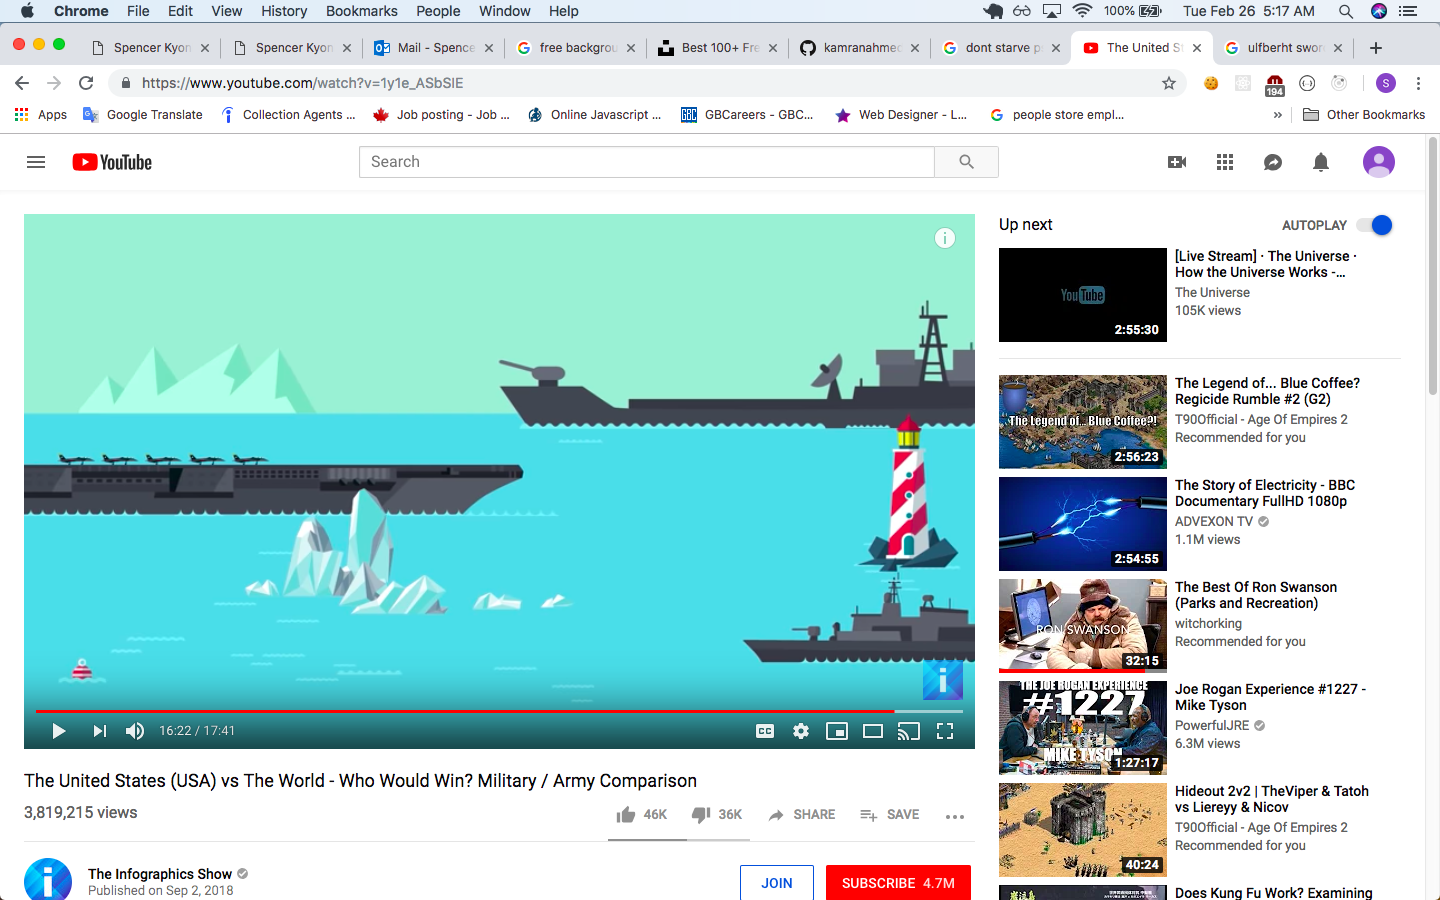 Chrome File Edit View History Bookmarks People Window Help 100% Tue Feb 26 5:17 AM
Spencer Kyon Spencer Kyon Mail - Spence free backgrou Best 100+ Fre kamranahmed dont starve p The United S ulfberht swor
https://www.youtube.com/watch?v=1y1e_ASbSIE
194
S
Apps Google Translate Collection Agents ... Job posting - Job ... Online Javascript ... GBCareers - GBC... Web Designer - L... people store empl... » Other Bookmarks
GBC
YouTube Search
Up next AUTOPLAY
[Live Stream] · The Universe ·
How the Universe Works -...
The Universe
105K views
YouTube
2:55:30
The Legend of... Blue Coffee?
Regicide Rumble #2 (G2)
T90Official - Age Of Empires 2
Recommended for you
The Legend of... Blue Coffee?!
2:56:23
The Story of Electricity - BBC
Documentary FullHD 1080p
ADVEXON TV
1.1M views
2:54:55
The Best Of Ron Swanson
(Parks and Recreation)
witchorking
Recommended for you
RON SWANSON
32:15
Joe Rogan Experience #1227 -
Mike Tyson
PowerfulJRE
6.3M views
THE JOE ROGAN EXPERIENCE
#1227
MIKE TYSON
1:27:17
Hideout 2v2 | TheViper & Tatoh
vs Liereyy & Nicov
T90Official - Age Of Empires 2
Recommended for you
40:24
Does Kung Fu Work? Examining
i
i
16:22 / 17:41
CC
The United States (USA) vs The World - Who Would Win? Military / Army Comparison
3,819,215 views
46K 36K SHARE SAVE
i
The Infographics Show
Published on Sep 2, 2018
JOIN SUBSCRIBE 4.7M